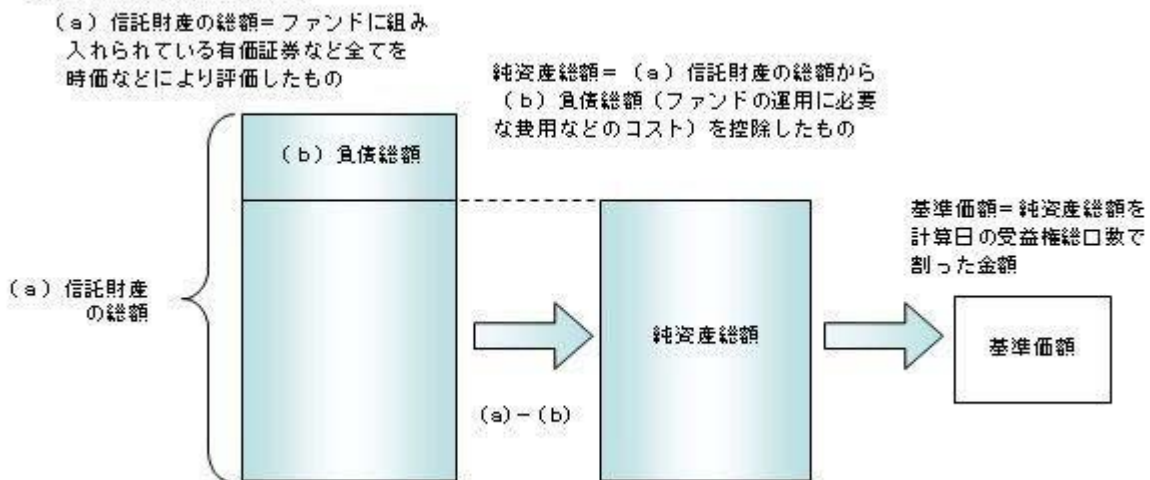 （a）信託財産の総額＝ファンドに組み
入れられている有価証券など全てを
時価などにより評価したもの
純資産総額＝（a）信託財産の総額から
（b）負債総額（ファンドの運用に必要
な費用などのコスト）を控除したもの
（b）負債総額
基準価額＝純資産総額を
計算日の受益権総口数で
割った金額
（a）信託財産
の総額
純資産総額
基準価額
（a）－（b）